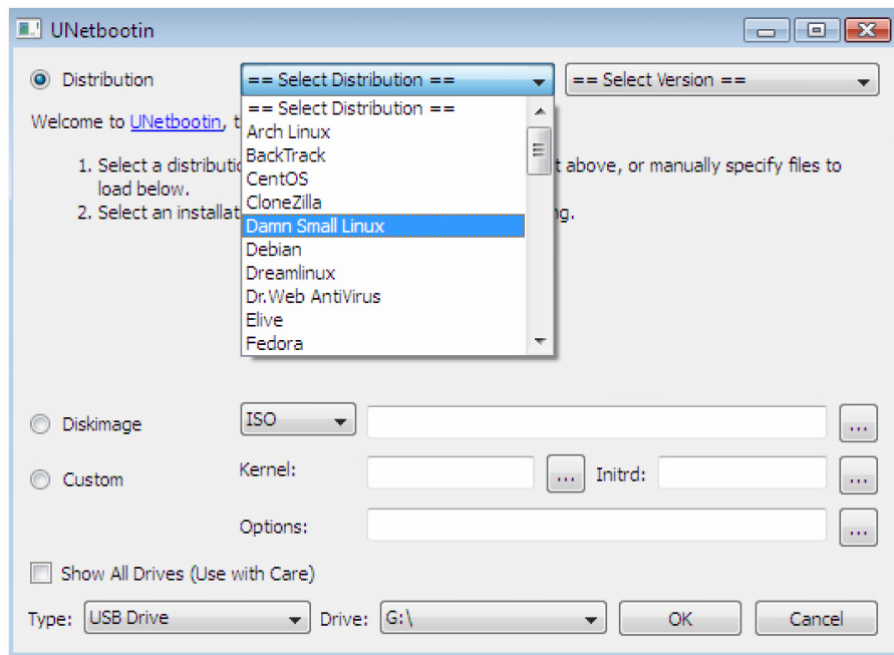 UNetbootin
Distribution
== Select Distribution ==
== Select Version ==
== Select Distribution ==
Arch Linux
BackTrack
CentOS
CloneZilla
Damn Small Linux
Debian
Dreamlinux
Dr.Web AntiVirus
Elive
Fedora
Welcome to UNetbootin,
1. Select a
above, or manually specify files to
load below.
2. Select an
Diskimage
ISO
...
Custom
Kernel:
...
Initrd:
...
Options:
...
Show All Drives (Use with Care)
Type:
USB Drive
Drive:
G:\
OK
Cancel